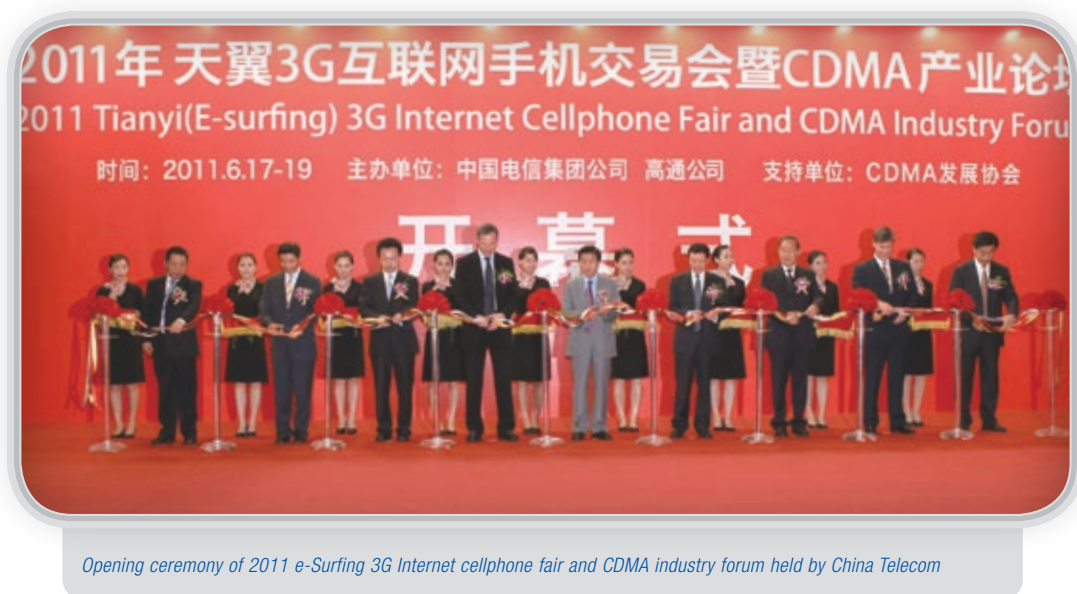 2011年 天翼3G互联网手机交易会暨CDMA 产业论坛
2011 Tianyi(E-surfing) 3G Internet Cellphone Fair and CDMA Industry Foru
时间：2011.6.17-19 主办单位：中国电信集团公司 高通公司 支持单位：CDMA发展协会
开 幕 式
Opening ceremony of 2011 e-Surfing 3G Internet cellphone fair and CDMA industry forum held by China Telecom